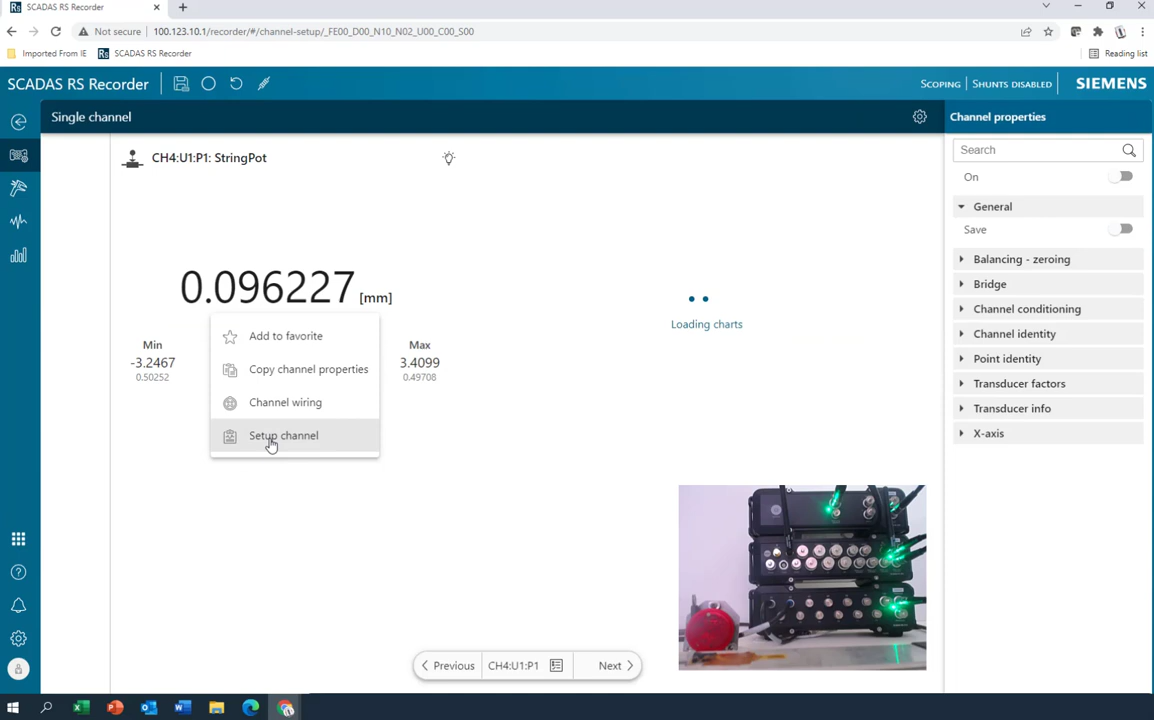 SCADAS RS Recorder
Not secure
100.123.10.1/recorder/#/channel-setup/_FE00_D00_N10_N02_U00_C00_S00
Imported From IE
SCADAS RS Recorder
Reading list
SCADAS RS Recorder
SCOPING
SHUNTS DISABLED
SIEMENS
Single channel
Channel properties
CH4:U1:P1: StringPot
Search
On
General
Save
Balancing - zeroing
Bridge
Channel conditioning
Channel identity
Point identity
Transducer factors
Transducer info
X-axis
0.096227 [mm]
Min
-3.2467
0.50252
Max
3.4099
0.49708
Add to favorite
Copy channel properties
Channel wiring
Setup channel
Loading charts
Previous
CH4:U1:P1
Next